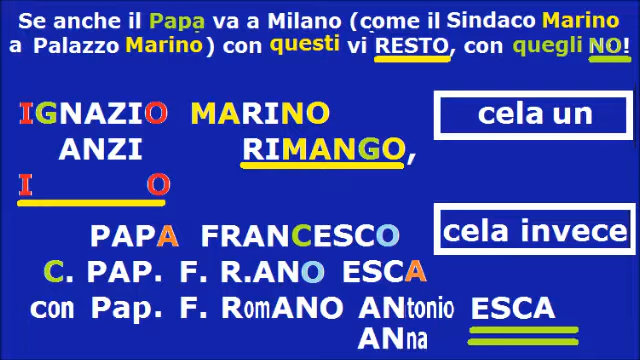 Se anche il Papa va a Milano (come il Sindaco Marino
a Palazzo Marino) con questi vi RESTO, con quegli NO!
IGNAZIO MARINO cela un
ANZI RIMANGO,
I O
PAPA FRANCESCO cela invece
C. PAP. F. R.ANO ESCA
con Pap. F. RomANO ANtonio ESCA
ANna